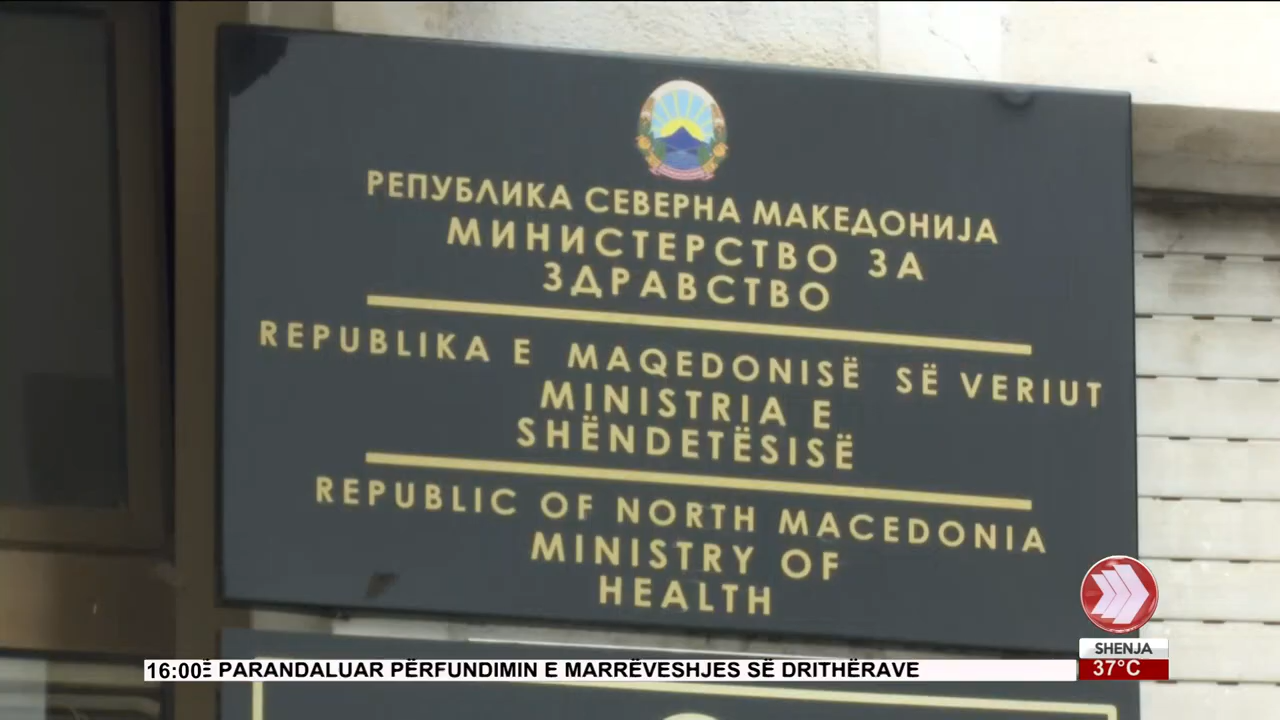 РЕПУБЛИКА СЕВЕРНА МАКЕДОНИЈА
МИНИСТЕРСТВО ЗА
ЗДРАВСТВО
REPUBLIKA E MAQEDONISË SË VERIUT
MINISTRIA E
SHËNDETËSISË
REPUBLIC OF NORTH MACEDONIA
MINISTRY OF
HEALTH
SHENJA
37°C
16:00 PARANDALUAR PËRFUNDIMIN E MARRËVESHJES SË DRITHËRAVE